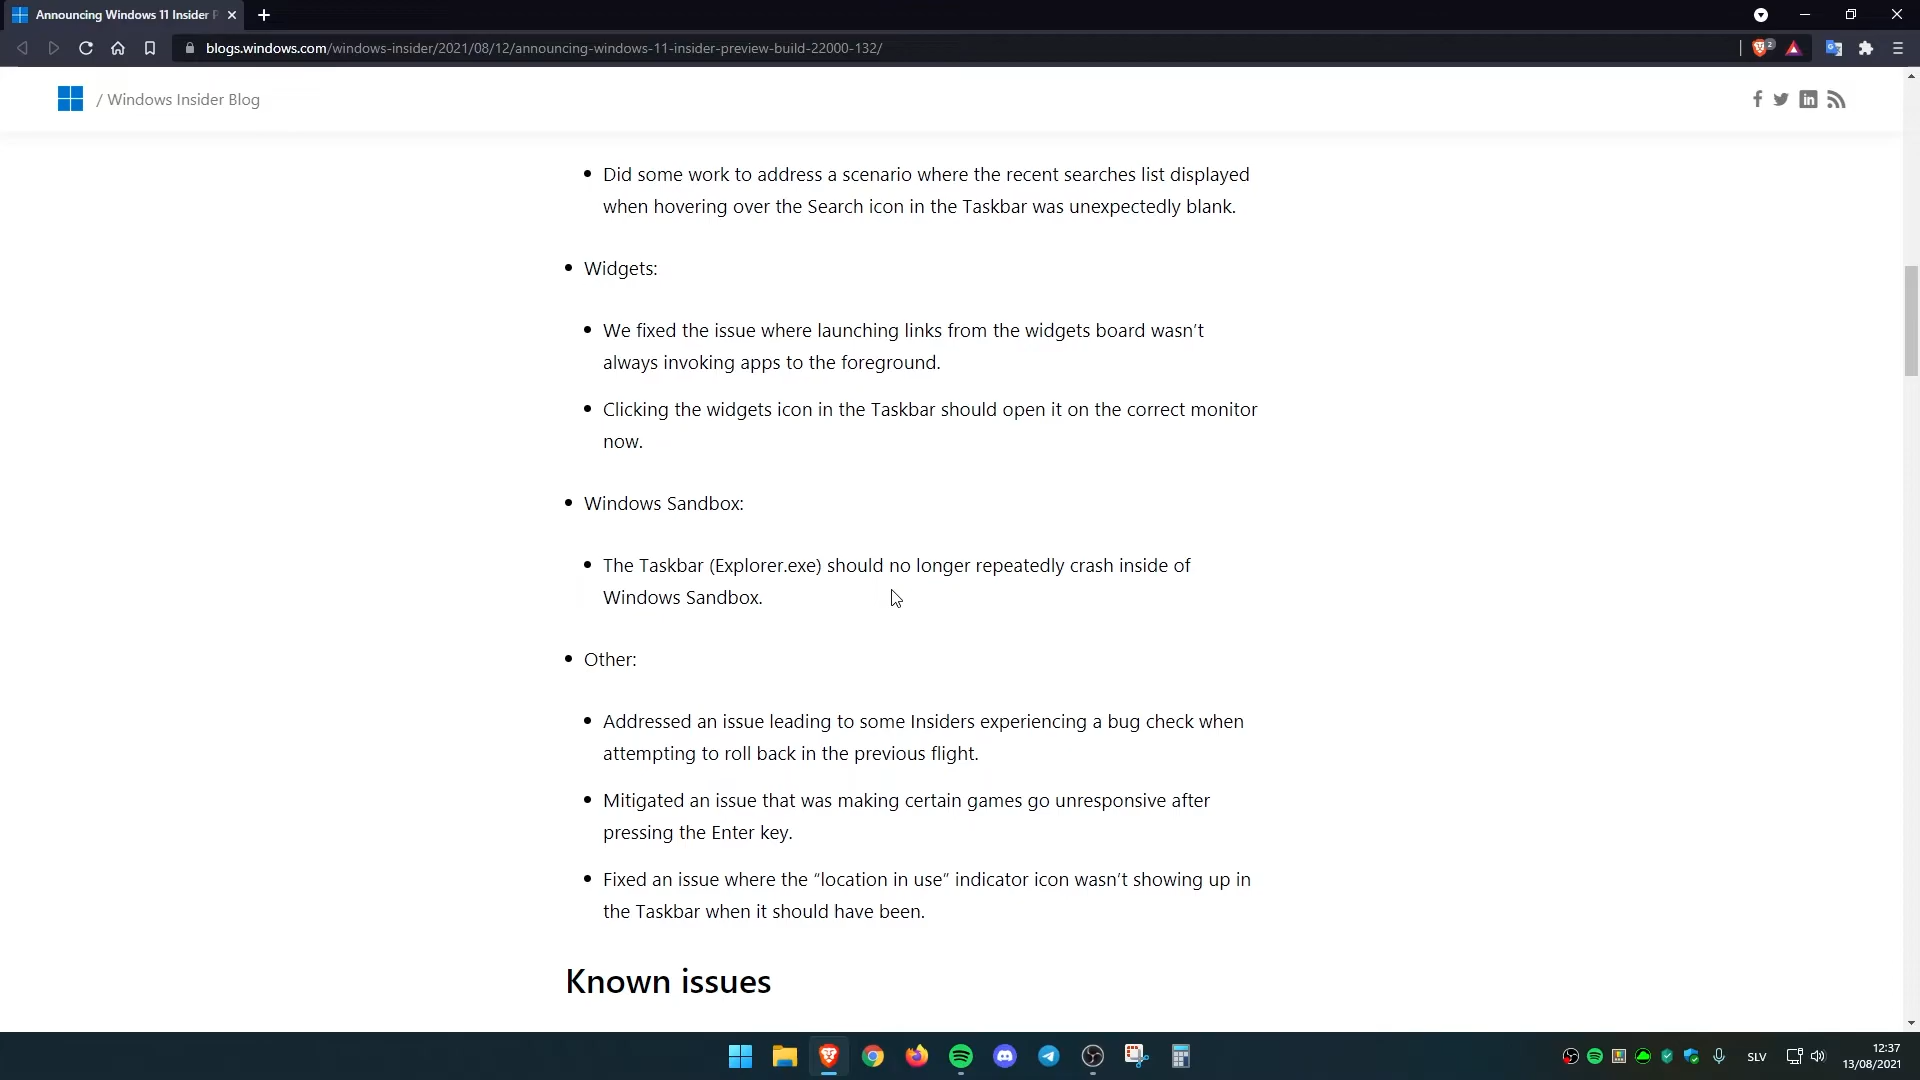 Announcing Windows 11 Insider P
blogs.windows.com/windows-insider/2021/08/12/announcing-windows-11-insider-preview-build-22000-132/
2
/ Windows Insider Blog
• Did some work to address a scenario where the recent searches list displayed
when hovering over the Search icon in the Taskbar was unexpectedly blank.
• Widgets:
• We fixed the issue where launching links from the widgets board wasn’t
always invoking apps to the foreground.
• Clicking the widgets icon in the Taskbar should open it on the correct monitor
now.
• Windows Sandbox:
• The Taskbar (Explorer.exe) should no longer repeatedly crash inside of
Windows Sandbox.
• Other:
• Addressed an issue leading to some Insiders experiencing a bug check when
attempting to roll back in the previous flight.
• Mitigated an issue that was making certain games go unresponsive after
pressing the Enter key.
• Fixed an issue where the “location in use” indicator icon wasn’t showing up in
the Taskbar when it should have been.
Known issues
SLV
12:37
13/08/2021